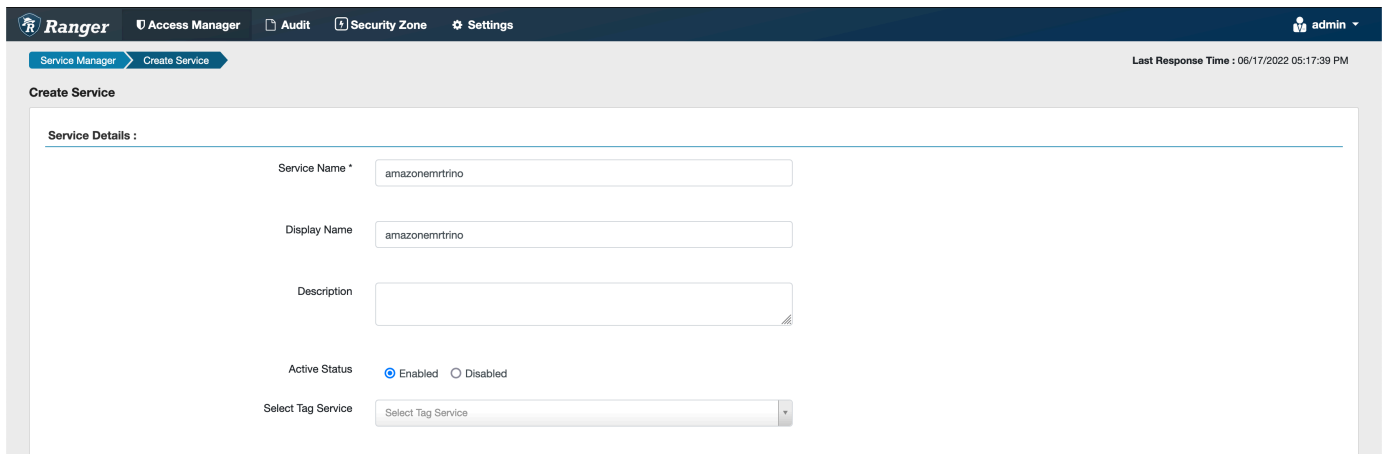 Ranger Access Manager Audit Security Zone Settings admin
Service Manager Create Service Last Response Time : 06/17/2022 05:17:39 PM
Create Service
Service Details :
Service Name * amazonemrtrino
Display Name amazonemrtrino
Description
Active Status Enabled Disabled
Select Tag Service Select Tag Service